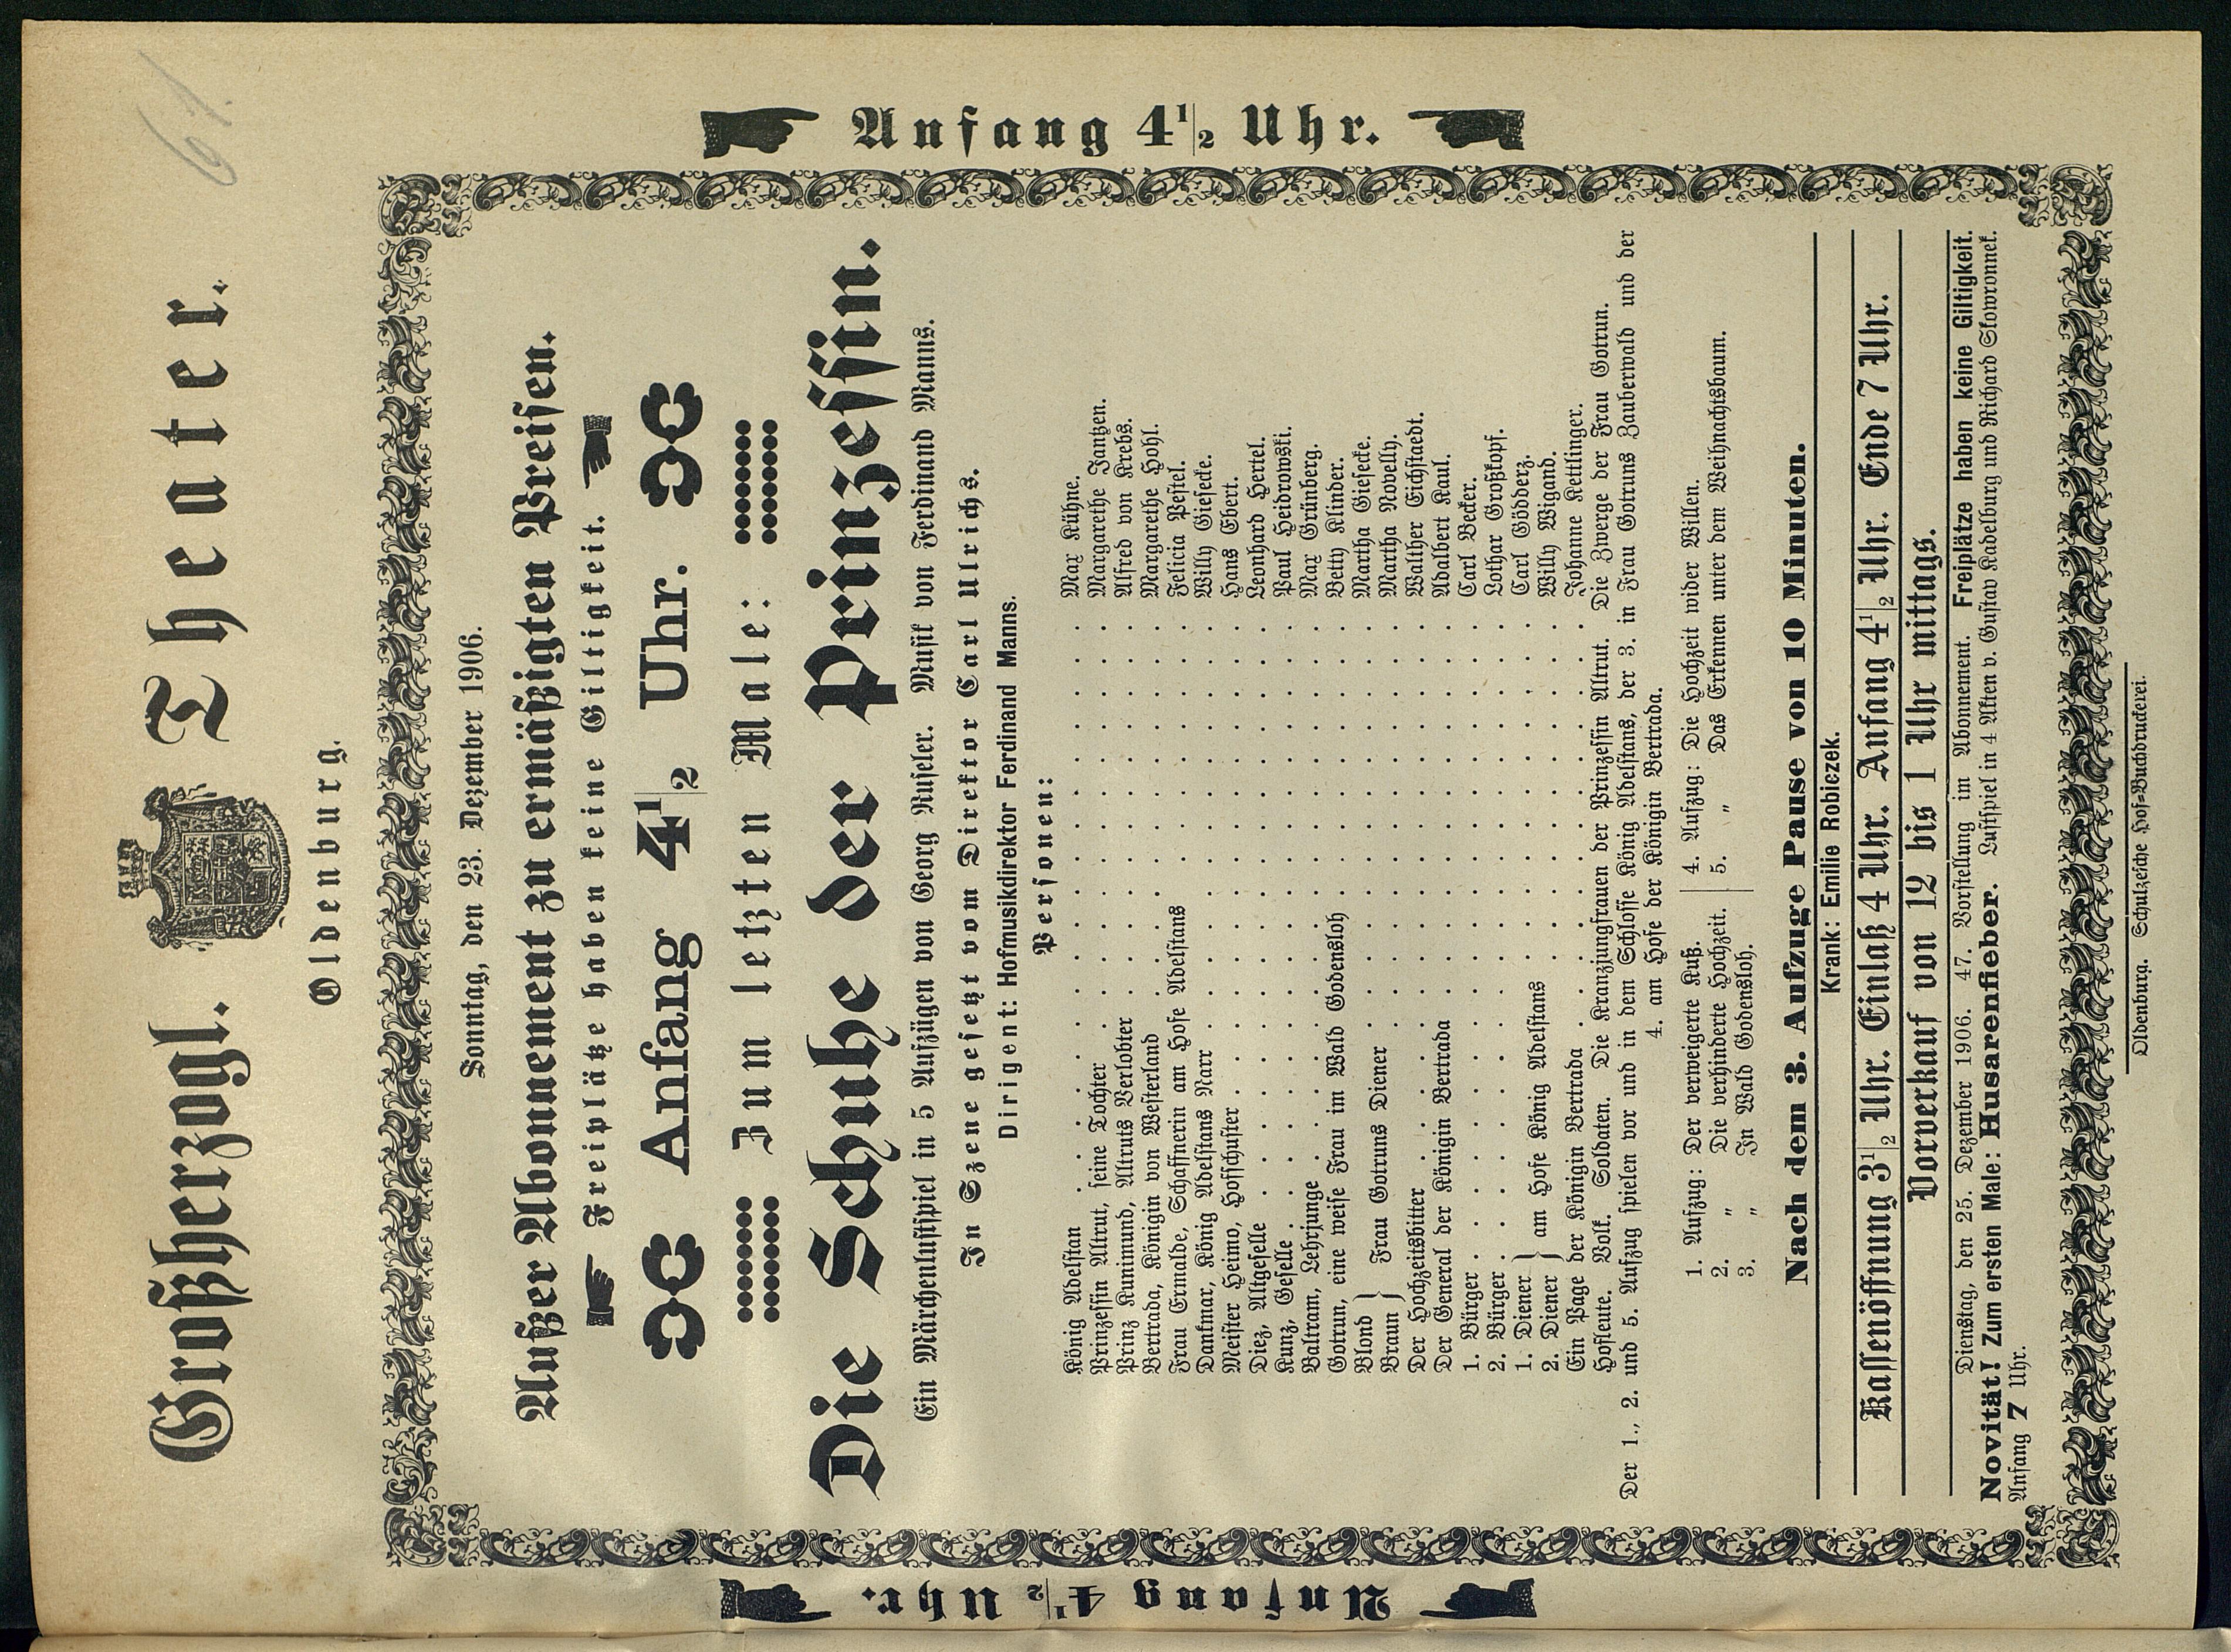 61.
Großherzogl. Theater.
Oldenburg.
Sonntag, den 23. Dezember 1906.
Außer Abonnement zu ermäßigten Preisen.
Freiplätze haben keine Giltigkeit.
Anfang 4 1/2 Uhr.
Zum letzten Male:
Die Schuhe der Prinzessin.
Ein Märchenlustspiel in 5 Aufzügen von Georg Ruseler. Musik von Ferdinand Manns.
In Szene gesetzt vom Direktor Carl Ulrichs.
Dirigent: Hofmusikdirektor Ferdinand Manns.
Personen:
König Adelstan . . . . Max Kühne.
Prinzessin Altrut, seine Tochter . . . . Margarethe Jantzen.
Prinz Kunimund, Altruts Verlobter . . . . Alfred von Krebs.
Bertrada, Königin von Westerland . . . . Margarethe Hohl.
Frau Ermalde, Schaffnerin am Hofe Adelstans . . . . Felicia Pestel.
Dankmar, König Adelstans Narr . . . . Willy Giesecke.
Meister Heimo, Hofschuster . . . . Hans Ebert.
Diez, Altgeselle . . . . Leonhard Hertel.
Kunz, Geselle . . . . Paul Heidrowski.
Baltram, Lehrjunge . . . . Max Grünberg.
Gotrun, eine weise Frau im Wald Godensloh . . . . Betty Klinder.
Blond } Frau Gotruns Diener . . . . Martha Giesecke.
Braun } . . . . Martha Novelly.
Der Hochzeitsbitter . . . . Walther Eichstaedt.
Der General der Königin Bertrada . . . . Adalbert Kaul.
1. Bürger . . . . Carl Becker.
2. Bürger . . . . Lothar Großkopf.
1. Diener } am Hofe König Adelstans . . . . Carl Gödderz.
2. Diener } . . . . Willy Wigand.
Ein Page der Königin Bertrada . . . . Johanne Kettlinger.
Hofleute. Volk. Soldaten. Die Kranzjungfrauen der Prinzessin Altrut. Die Zwerge der Frau Gotrun.
Der 1., 2. und 5. Aufzug spielen vor und in dem Schlosse König Adelstans, der 3. in Frau Gotruns Zauberwald und der
4. am Hofe der Königin Bertrada.
1. Aufzug: Der verweigerte Kuß.
2. " Die verhinderte Hochzeit.
3. " In Wald Godensloh.
4. Aufzug: Die Hochzeit wider Willen.
5. " Das Erkennen unter dem Weihnachtsbaum.
Nach dem 3. Aufzuge Pause von 10 Minuten.
Krank: Emilie Robiczek.
Kassenöffnung 3 1/2 Uhr. Einlaß 4 Uhr. Anfang 4 1/2 Uhr. Ende 7 Uhr.
Vorverkauf von 12 bis 1 Uhr mittags.
Dienstag, den 25. Dezember 1906. 47. Vorstellung im Abonnement. Freiplätze haben keine Giltigkeit.
Novität! Zum ersten Male: Husarenfieber. Lustspiel in 4 Akten v. Gustav Kadelburg und Richard Skowronnek.
Anfang 7 Uhr.
Oldenburg. Schulzesche Hof-Buchdruckerei.
Anfang 4 1/2 Uhr.
Anfang 4 1/2 Uhr.